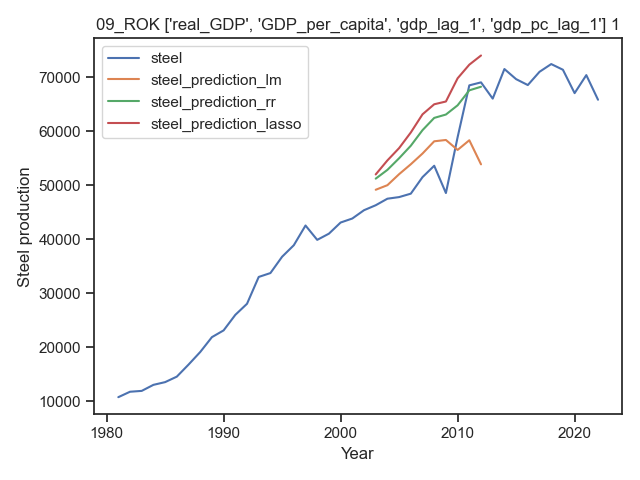 09_ROK ['real_GDP', 'GDP_per_capita', 'gdp_lag_1', 'gdp_pc_lag_1'] 1
steel
steel_prediction_lm
steel_prediction_rr
steel_prediction_lasso
Steel production
70000
60000
50000
40000
30000
20000
10000
1980 1990 2000 2010 2020
Year